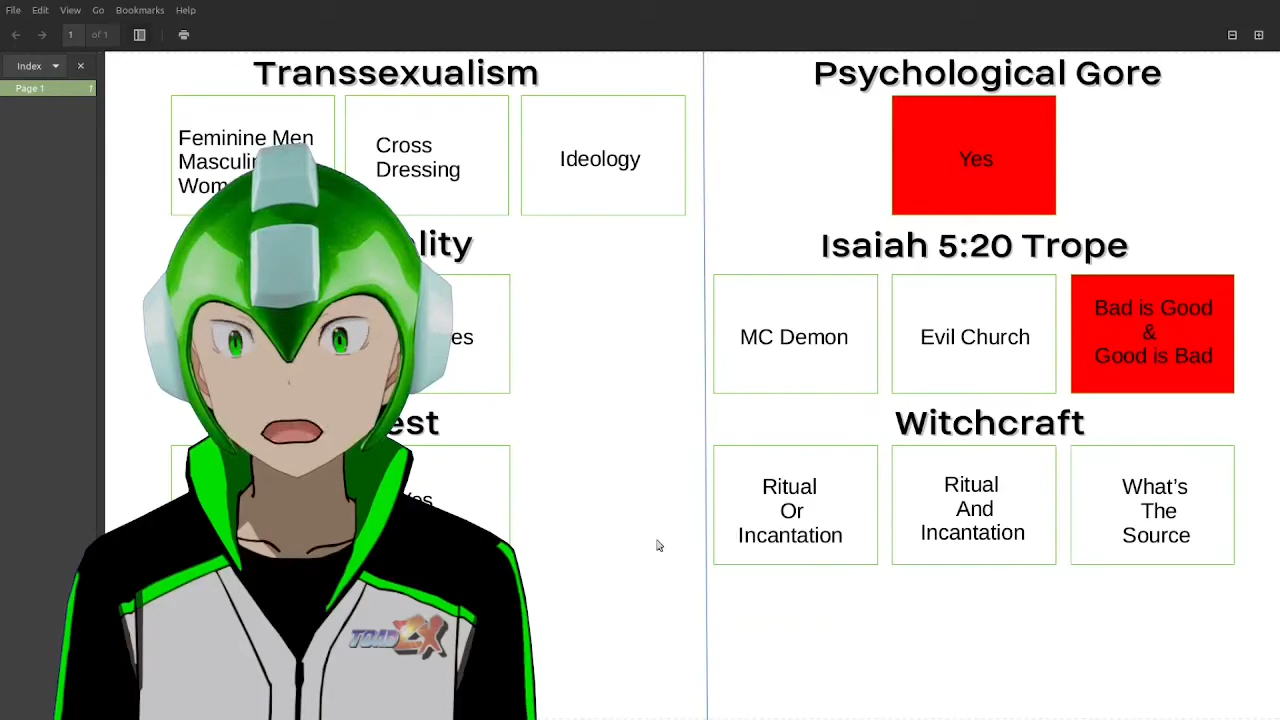 File Edit View Go Bookmarks Help
1 of 1
Index
Page 1 1
Transsexualism
Feminine Men
Cross
Dressing
Ideology
Psychological Gore
Yes
Isaiah 5:20 Trope
MC Demon
Evil Church
Bad is Good
&
Good is Bad
Witchcraft
Ritual
Or
Incantation
Ritual
And
Incantation
What's
The
Source
TOAD ZX